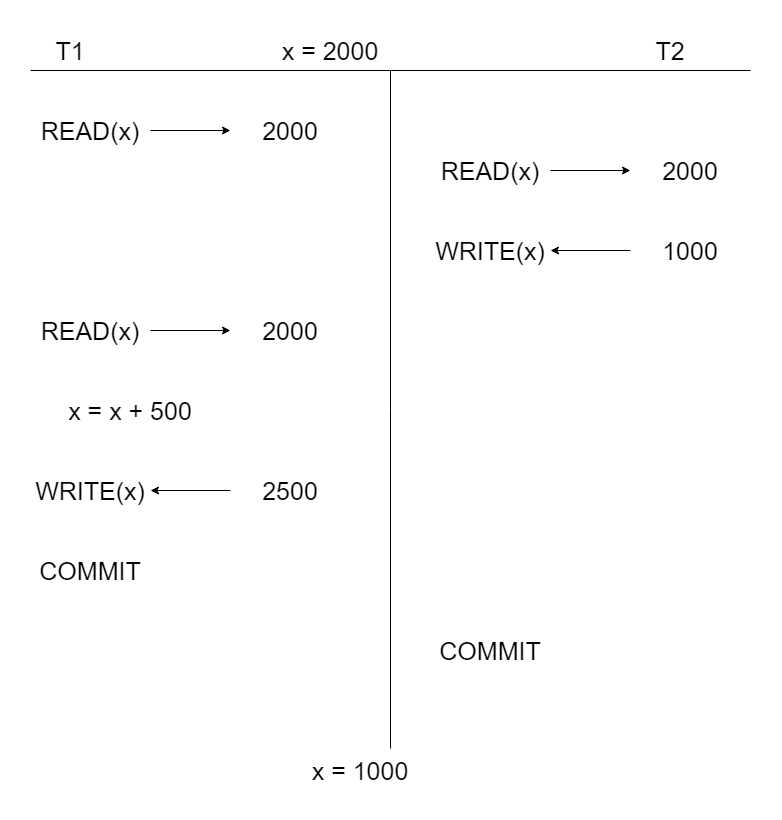 T1 x = 2000 T2
READ(x) 2000
READ(x) 2000
WRITE(x) 1000
READ(x) 2000
x = x + 500
WRITE(x) 2500
COMMIT
COMMIT
x = 1000